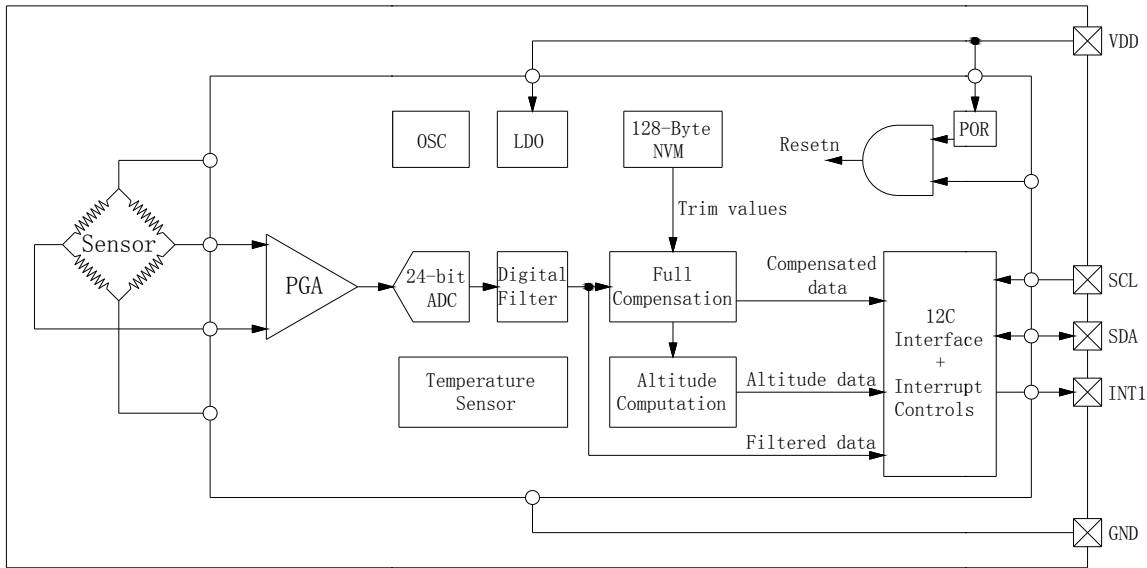 VDD
OSC
LDO
128-Byte
NVM
POR
Resetn
Trim values
Sensor
PGA
24-bit
ADC
Digital
Filter
Full
Compensation
Compensated
data
12C
Interface
+
Interrupt
Controls
SCL
SDA
INT1
Temperature
Sensor
Altitude
Computation
Altitude data
Filtered data
GND